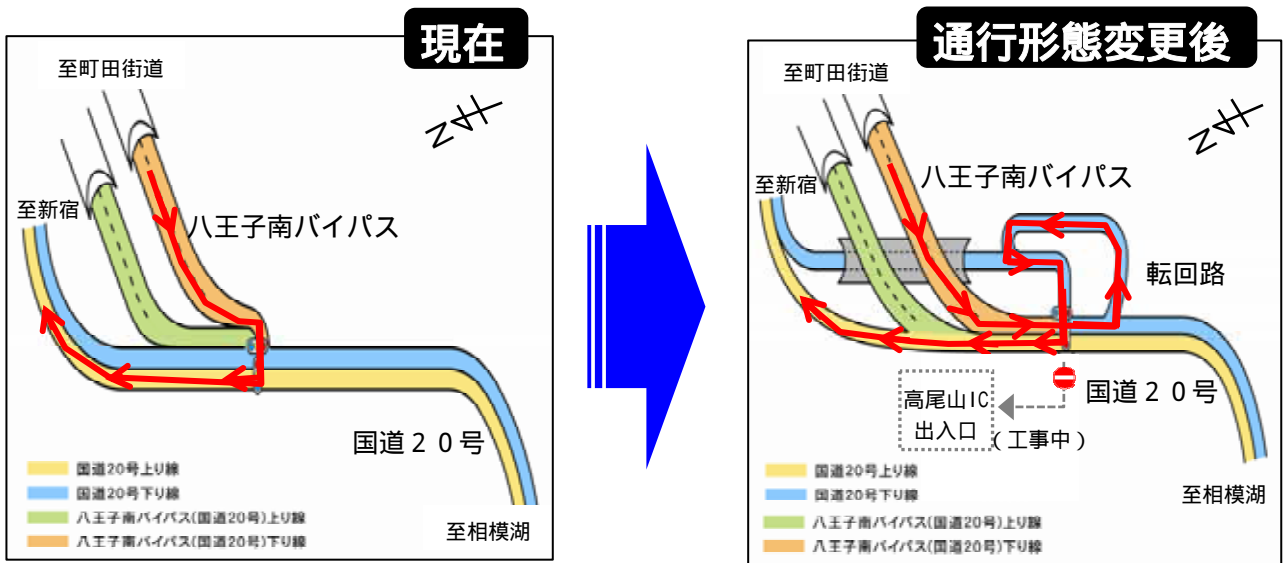 現在
至町田街道
N
至新宿
八王子南バイパス
国道２０号
国道20号上り線
国道20号下り線
八王子南バイパス(国道20号)上り線
八王子南バイパス(国道20号)下り線
至相模湖
通行形態変更後
至町田街道
N
八王子南バイパス
至新宿
転回路
国道２０号
高尾山IC
出入口
(工事中)
国道20号上り線
国道20号下り線
八王子南バイパス(国道20号)上り線
八王子南バイパス(国道20号)下り線
至相模湖